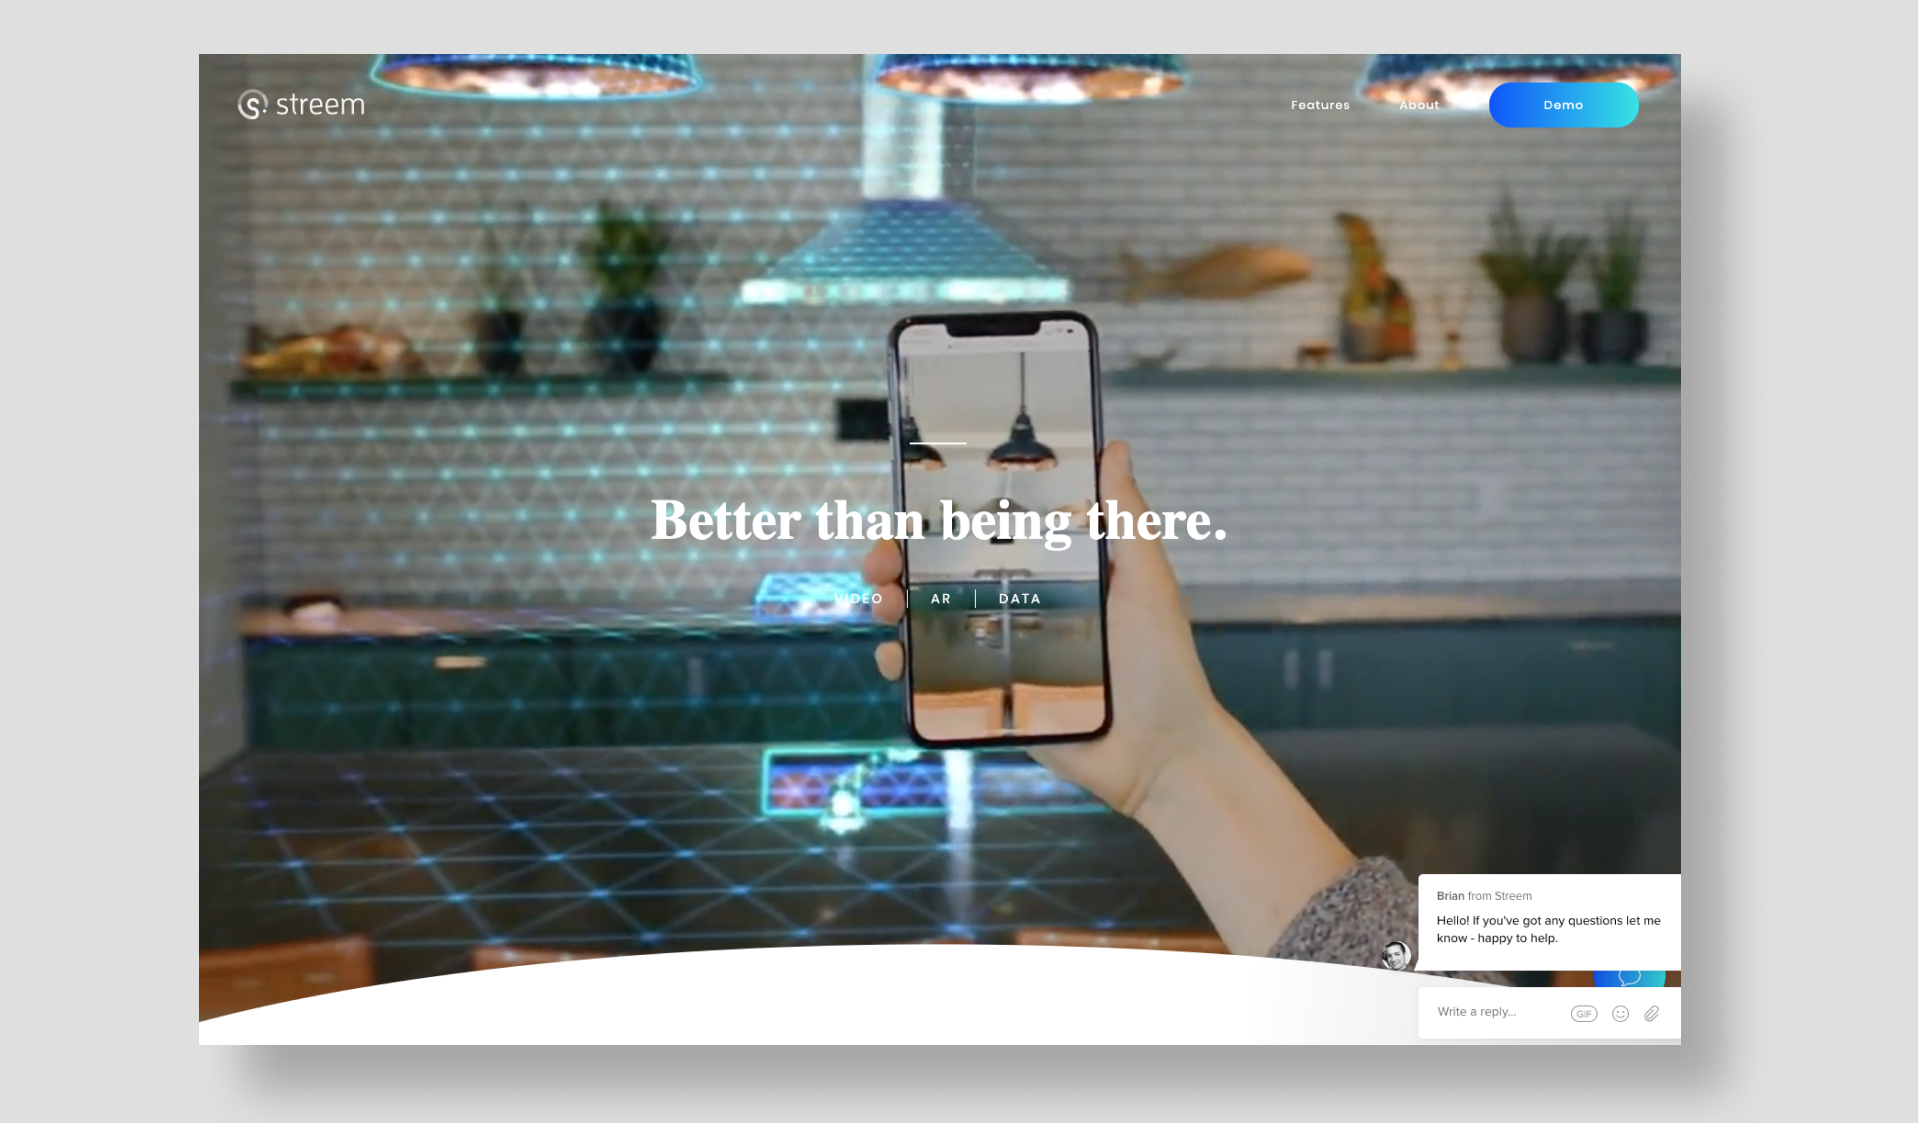 streem
Features
About
Demo
Better than being there.
VIDEO
AR
DATA
Brian from Streem
Hello! If you've got any questions let me
know - happy to help.
Write a reply...
GIF